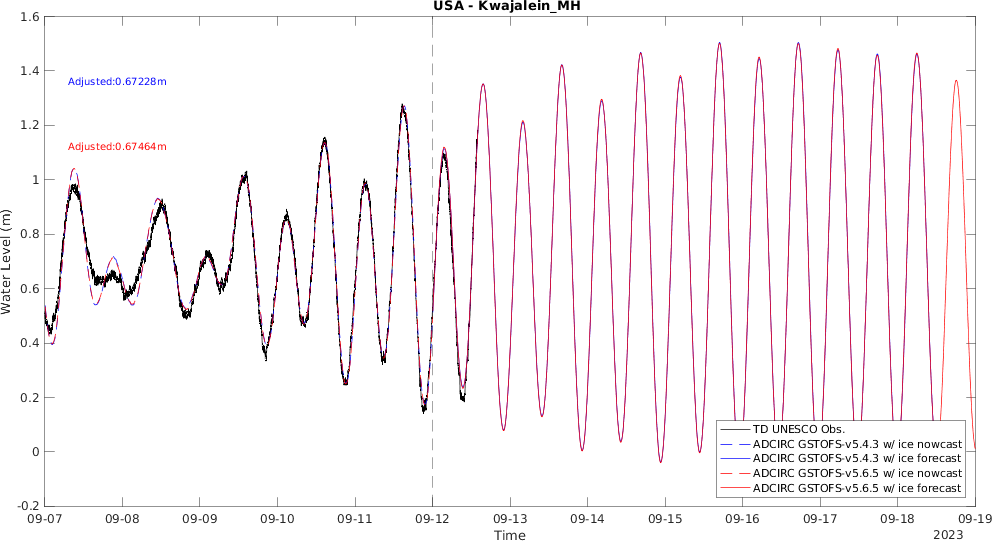 USA - Kwajalein_MH
1.6
1.4
1.2
1
0.8
0.6
0.4
0.2
0
-0.2
Water Level (m)
Adjusted:0.67228m
Adjusted:0.67464m
TD UNESCO Obs.
ADCIRC GSTOFS-v5.4.3 w/ ice nowcast
ADCIRC GSTOFS-v5.4.3 w/ ice forecast
ADCIRC GSTOFS-v5.6.5 w/ ice nowcast
ADCIRC GSTOFS-v5.6.5 w/ ice forecast
09-07 09-08 09-09 09-10 09-11 09-12 09-13 09-14 09-15 09-16 09-17 09-18 09-19
Time
2023